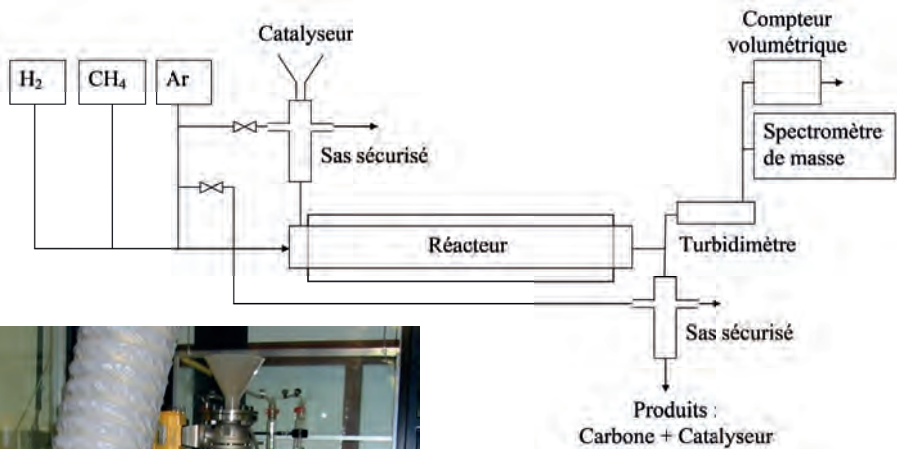 Catalyseur
Compteur
volumétrique
H₂
CH₄
Ar
Spectromètre
de masse
Sas sécurisé
Réacteur
Turbidimètre
Sas sécurisé
Produits :
Carbone + Catalyseur